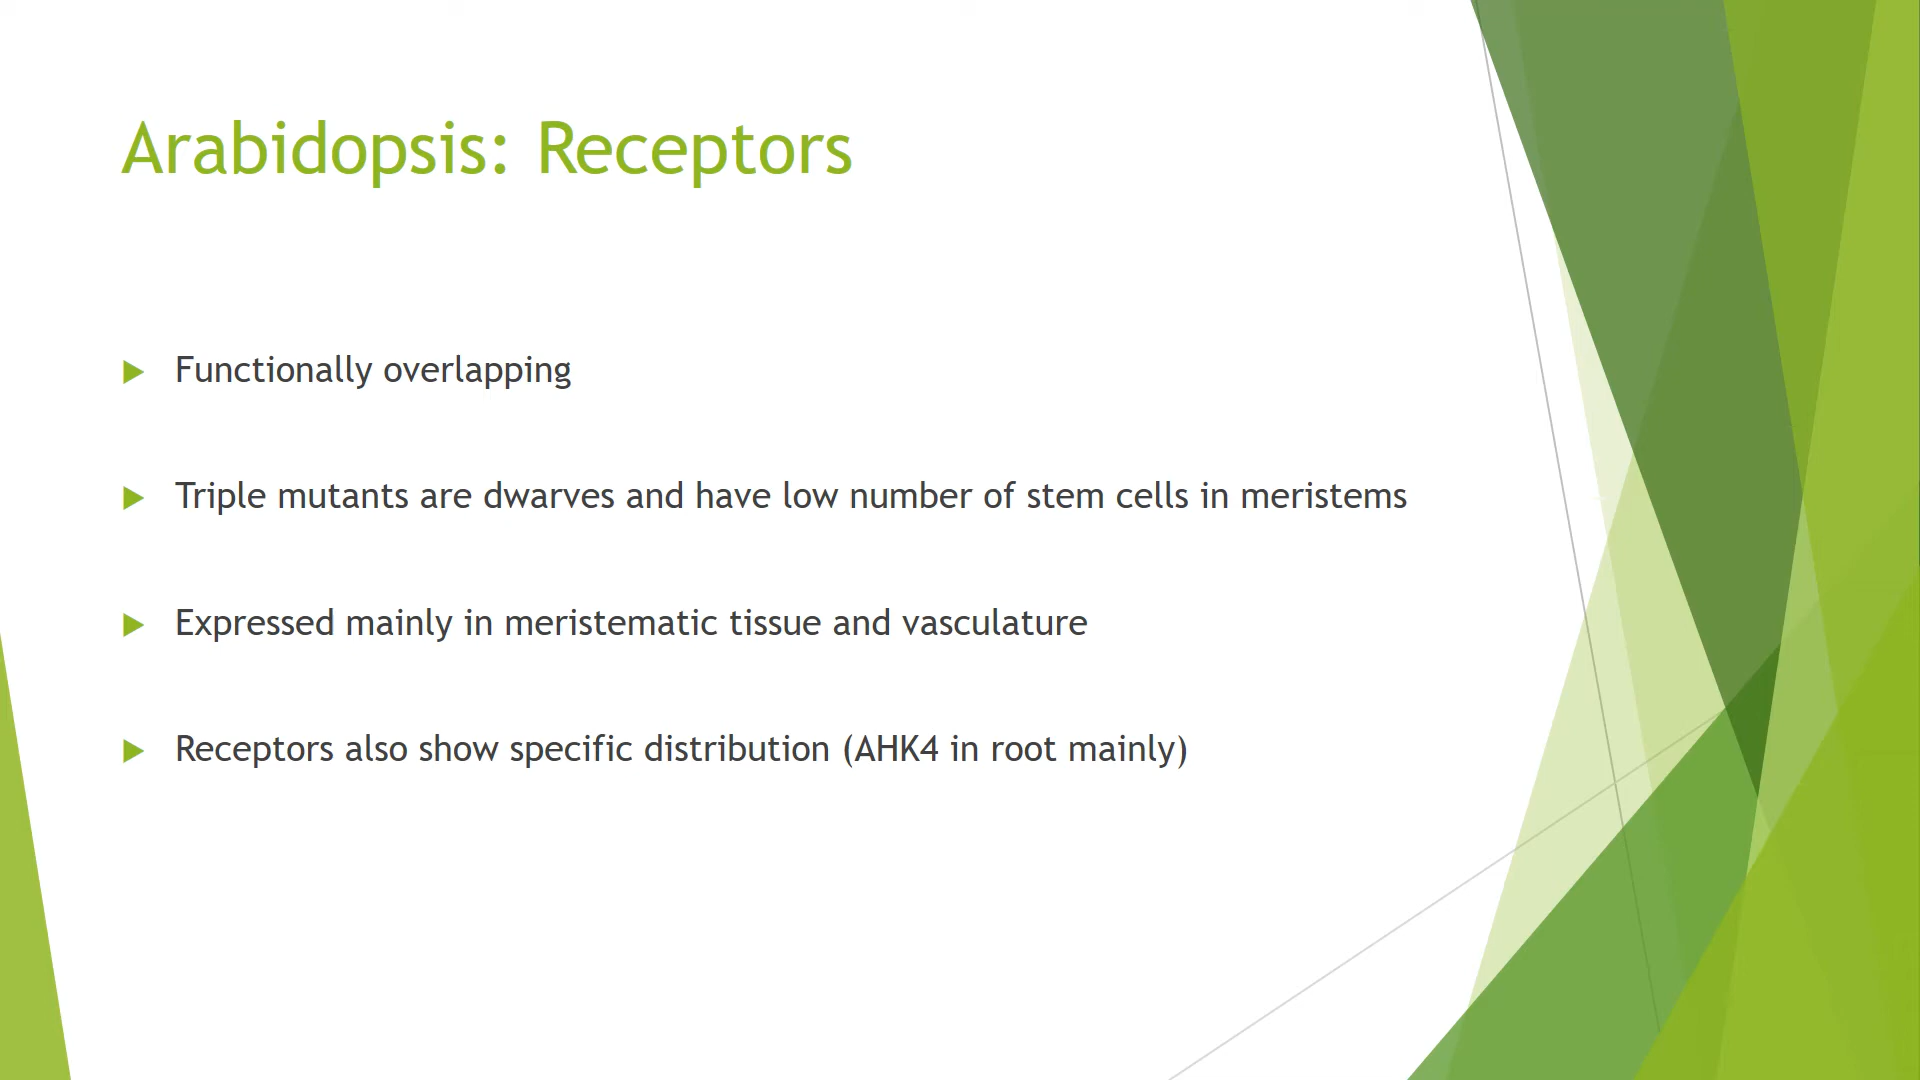 Arabidopsis: Receptors
Functionally overlapping
Triple mutants are dwarves and have low number of stem cells in meristems
Expressed mainly in meristematic tissue and vasculature
Receptors also show specific distribution (AHK4 in root mainly)